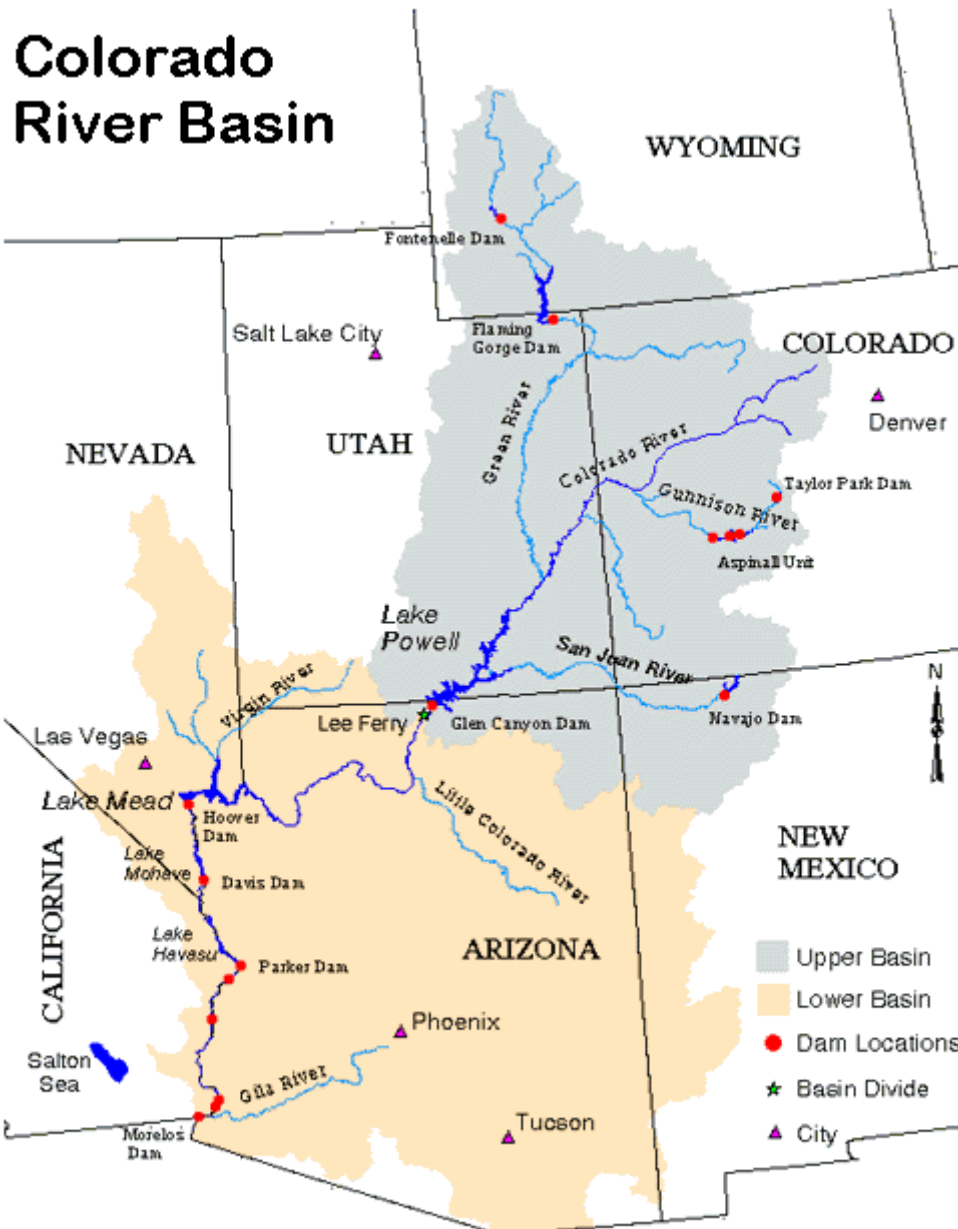 Colorado
River Basin
WYOMING
Fontenelle Dam
Salt Lake City
Flaming
Gorge Dam
COLORADO
Denver
NEVADA
UTAH
Green River
Colorado River
Gunnison River
Taylor Park Dam
Aspinall Unit
Lake
Powell
San Juan River
N
Virgin River
Lee Ferry
Glen Canyon Dam
Navajo Dam
Las Vegas
Lake Mead
Hoover
Dam
Little Colorado River
NEW
MEXICO
CALIFORNIA
Lake
Mohave
Davis Dam
Lake
Havasu
Parker Dam
ARIZONA
Upper Basin
Lower Basin
Dam Locations
Basin Divide
City
Phoenix
Salton
Sea
Gila River
Morelos
Dam
Tucson